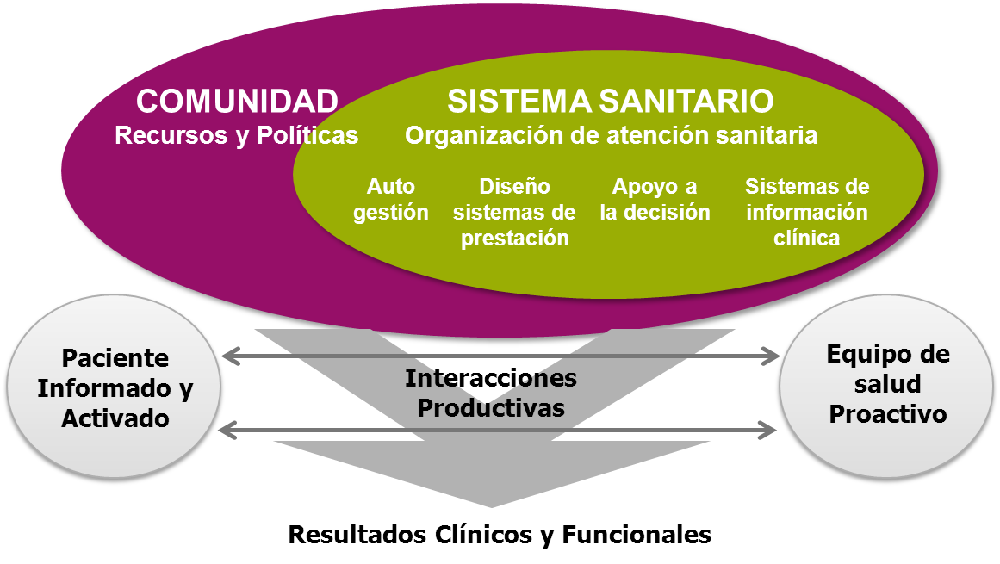 COMUNIDAD
Recursos y Políticas
SISTEMA SANITARIO
Organización de atención sanitaria
Auto
gestión
Diseño
sistemas de
prestación
Apoyo a
la decisión
Sistemas de
información
clínica
Paciente
Informado y
Activado
Interacciones
Productivas
Equipo de
salud
Proactivo
Resultados Clínicos y Funcionales